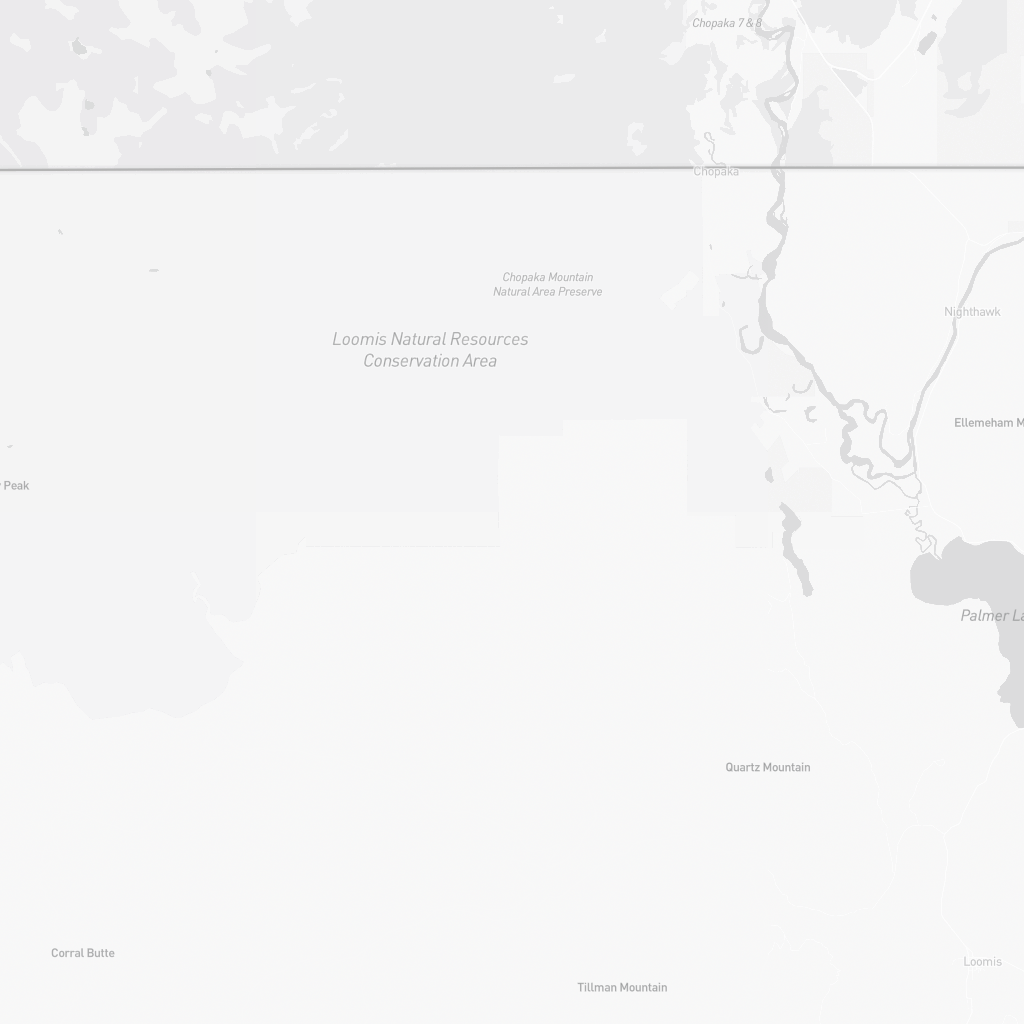 Chopaka 7 & 8
Chopaka
Chopaka Mountain
Natural Area Preserve
Nighthawk
Loomis Natural Resources
Conservation Area
Ellemeham M
Peak
Palmer La
Quartz Mountain
Corral Butte
Loomis
Tillman Mountain